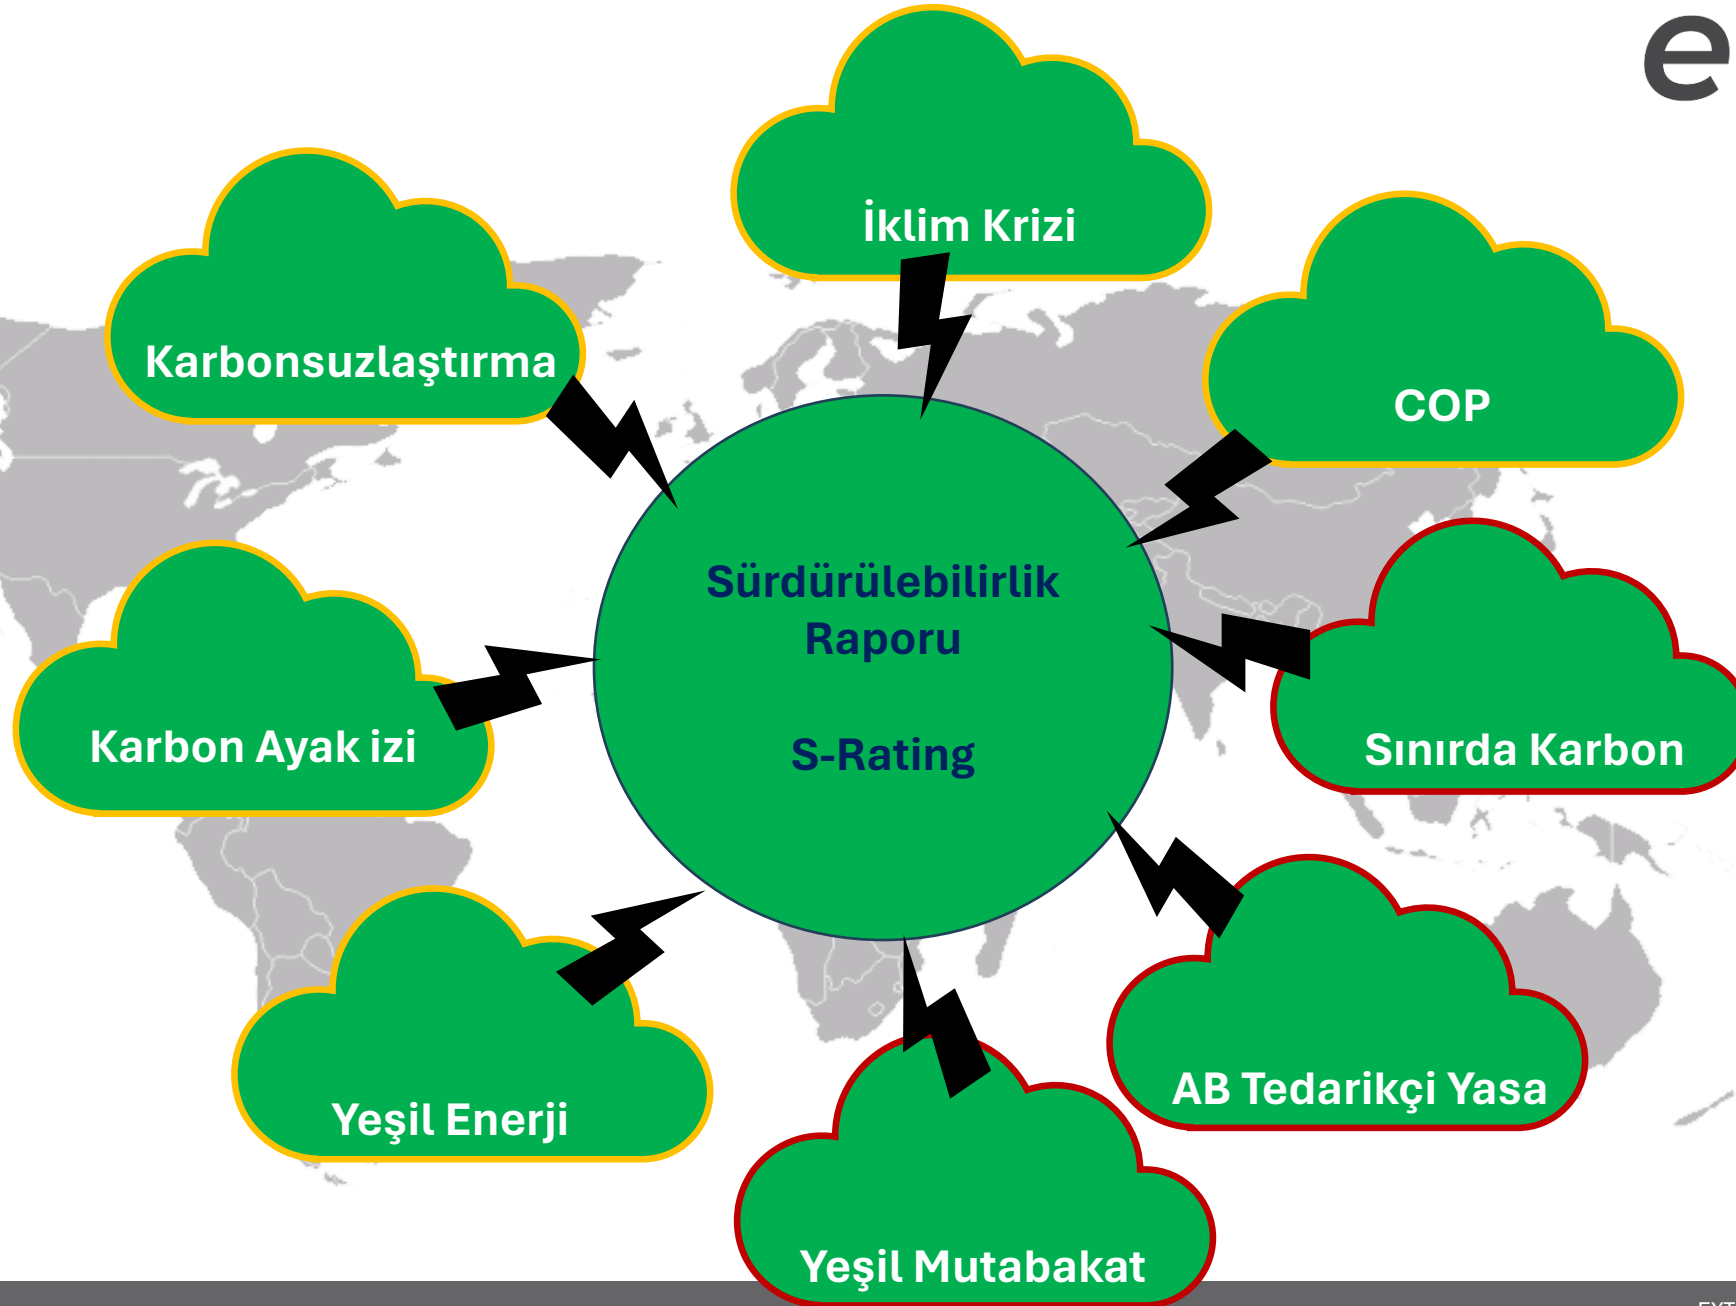 e
İklim Krizi
Karbonsuzlaştırma
COP
Sürdürülebilirlik
Raporu
S-Rating
Karbon Ayak izi
Sınırda Karbon
AB Tedarikçi Yasa
Yeşil Enerji
Yeşil Mutabakat